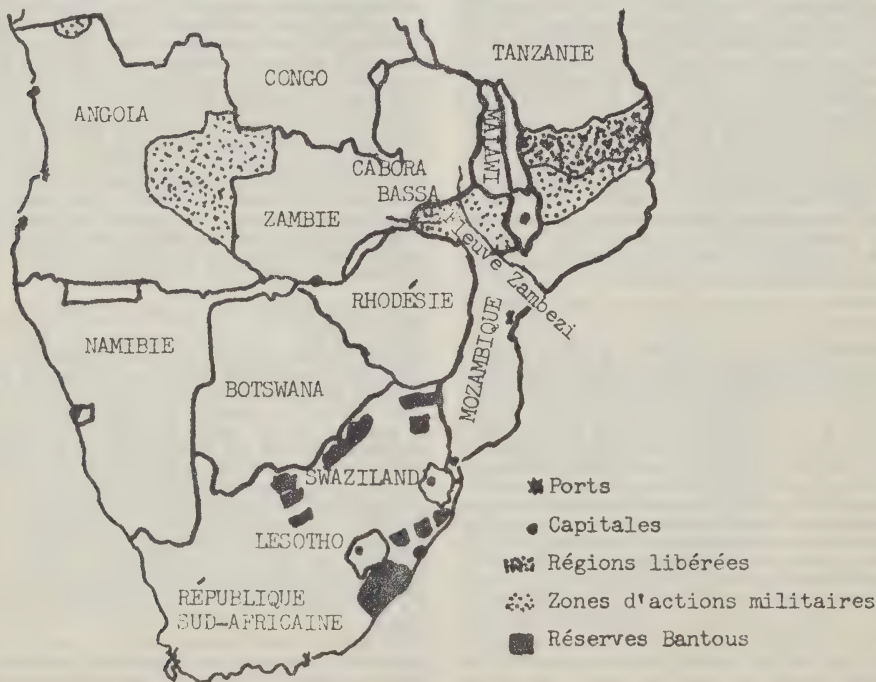 TANZANIE
CONGO
ANGOLA
MALAWI
CABORA
BASSA
ZAMBIE
Fleuve Zambezi
RHODÉSIE
NAMIBIE
MOZAMBIQUE
BOTSWANA
SWAZILAND
Ports
Capitales
LESOTHO
Régions libérées
Zones d'actions militaires
RÉPUBLIQUE
SUD-AFRICAINE
Réserves Bantous